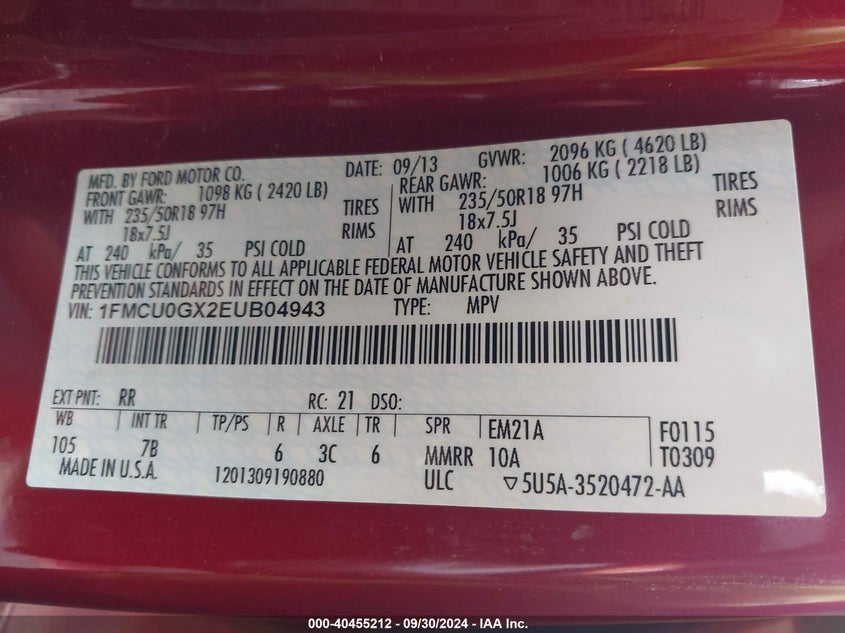 MFD. BY FORD MOTOR CO. DATE: 09/13 GVWR: 2096 KG ( 4620 LB)
FRONT GAWR: 1098 KG ( 2420 LB) REAR GAWR: 1006 KG ( 2218 LB)
WITH 235/50R18 97H TIRES WITH 235/50R18 97H TIRES
18x7.5J RIMS 18x7.5J RIMS
AT 240 kPa/ 35 PSI COLD AT 240 kPa/ 35 PSI COLD
THIS VEHICLE CONFORMS TO ALL APPLICABLE FEDERAL MOTOR VEHICLE SAFETY AND THEFT
PREVENTION STANDARDS IN EFFECT ON THE DATE OF MANUFACTURE SHOWN ABOVE.
VIN: 1FMCU0GX2EUB04943 TYPE: MPV
EXT PNT: RR RC: 21 DSO:
WB INT TR TP/PS R AXLE TR SPR EM21A F0115
105 7B 6 3C 6 MMRR 10A T0309
MADE IN U.S.A. 1201309190880 ULC ▽5U5A-3520472-AA
000-40455212 - 09/30/2024 - IAA Inc.